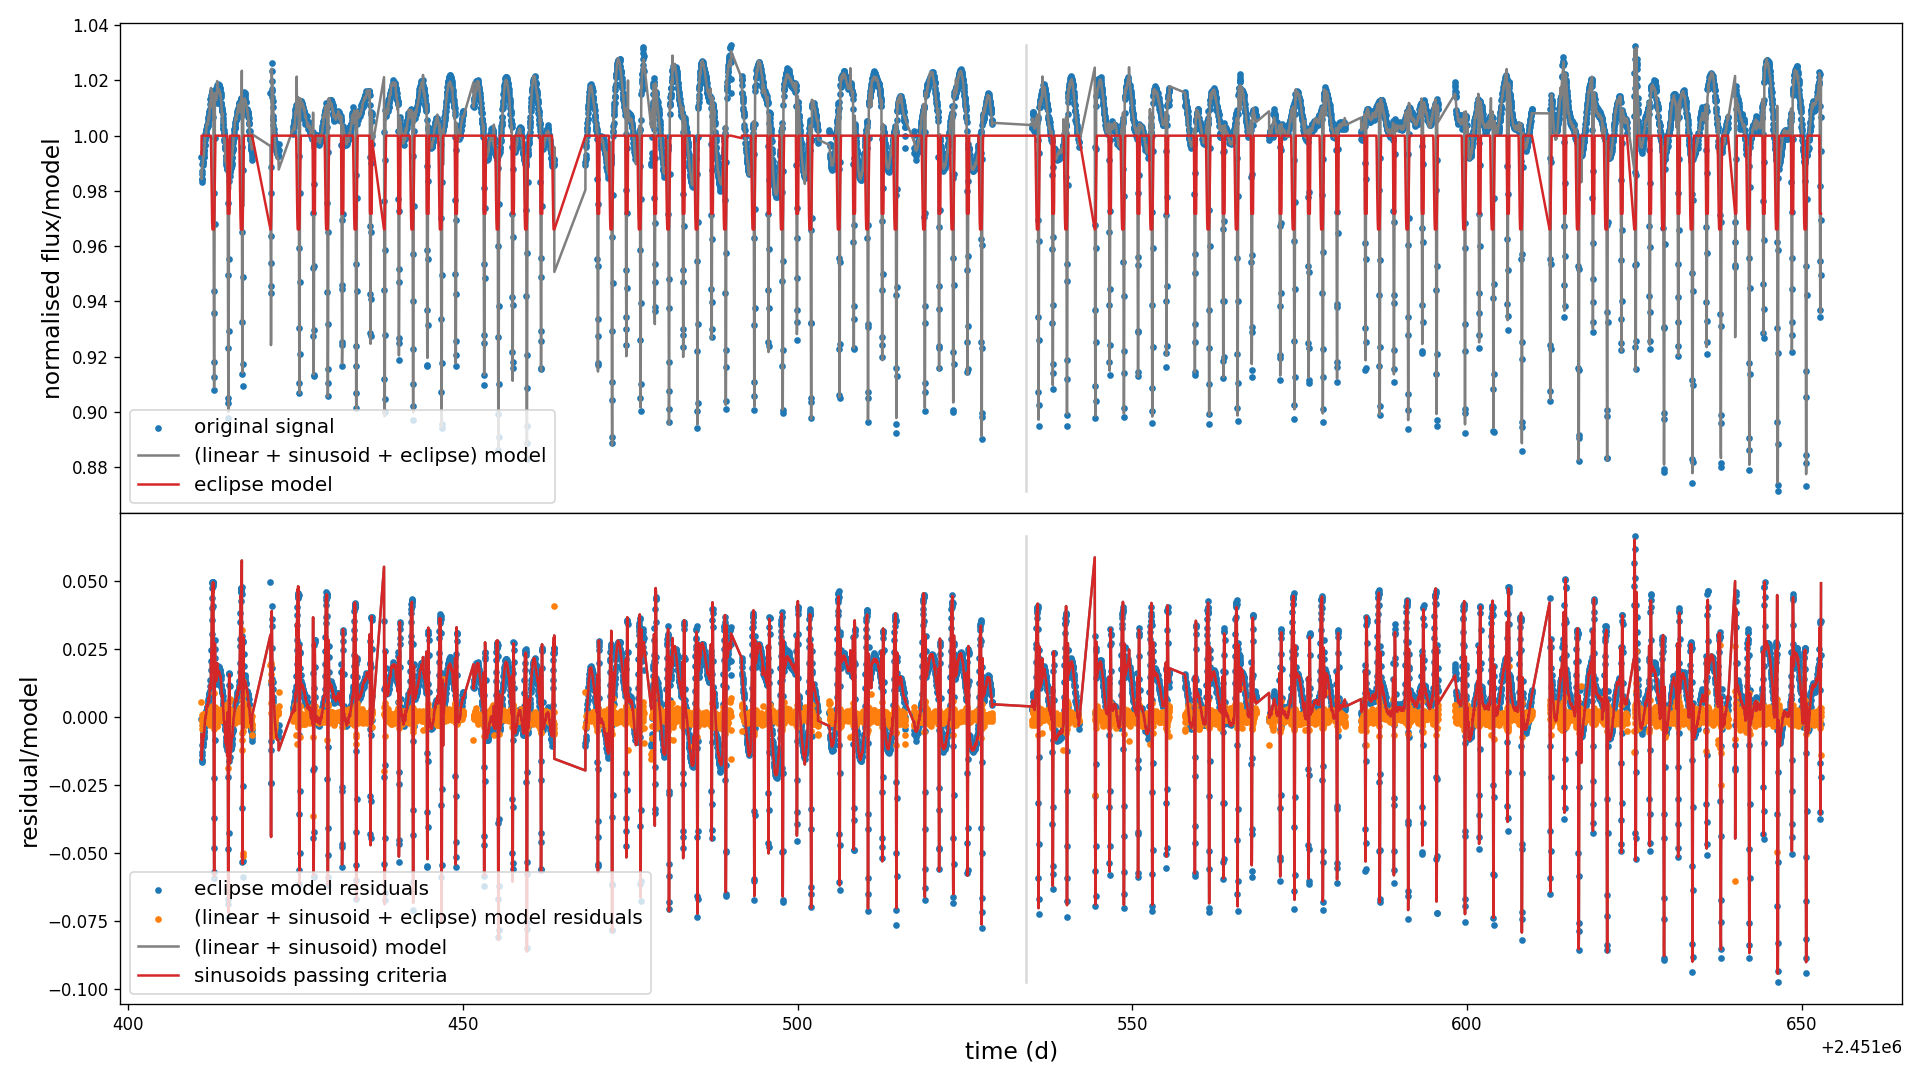 normalised flux/model
1.04
1.02
1.00
0.98
0.96
0.94
0.92
0.90
0.88
original signal
(linear + sinusoid + eclipse) model
eclipse model
residual/model
0.050
0.025
0.000
−0.025
−0.050
−0.075
−0.100
eclipse model residuals
(linear + sinusoid + eclipse) model residuals
(linear + sinusoid) model
sinusoids passing criteria
400 450 500 550 600 650
time (d)
+2.451e6